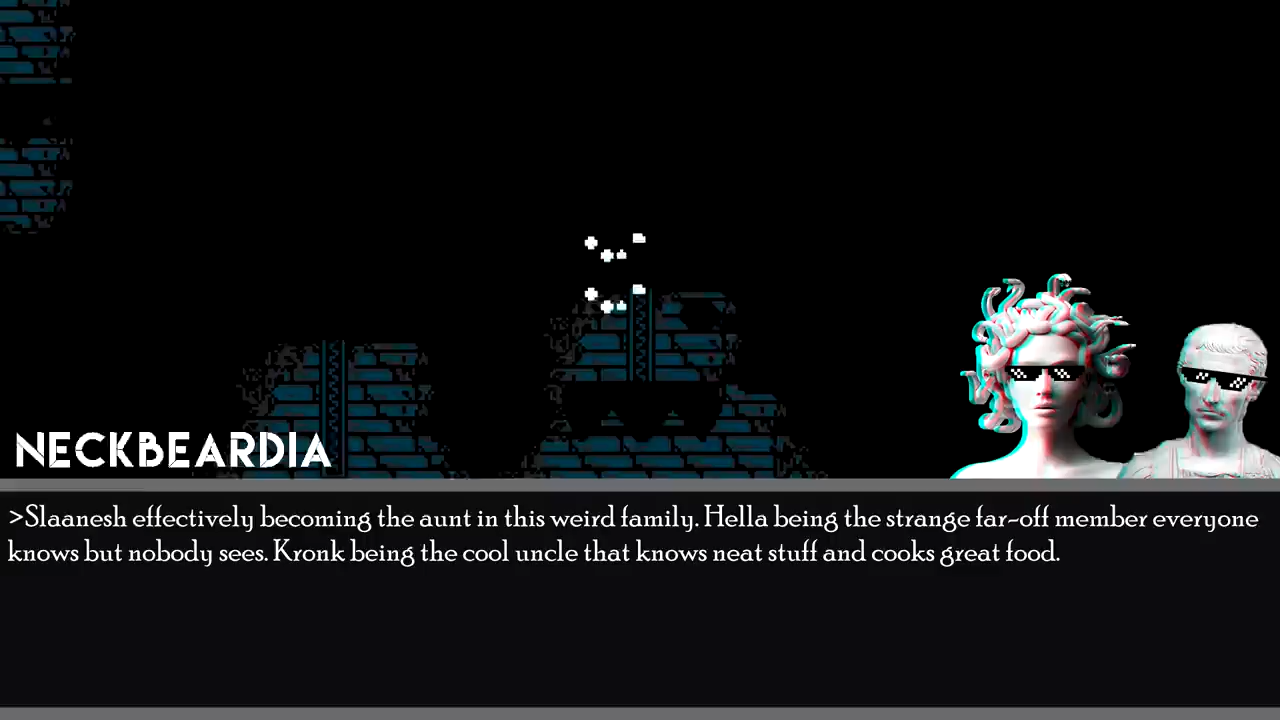 NECKBEARDIA
>Slaanesh effectively becoming the aunt in this weird family. Hella being the strange far-off member everyone
knows but nobody sees. Kronk being the cool uncle that knows neat stuff and cooks great food.